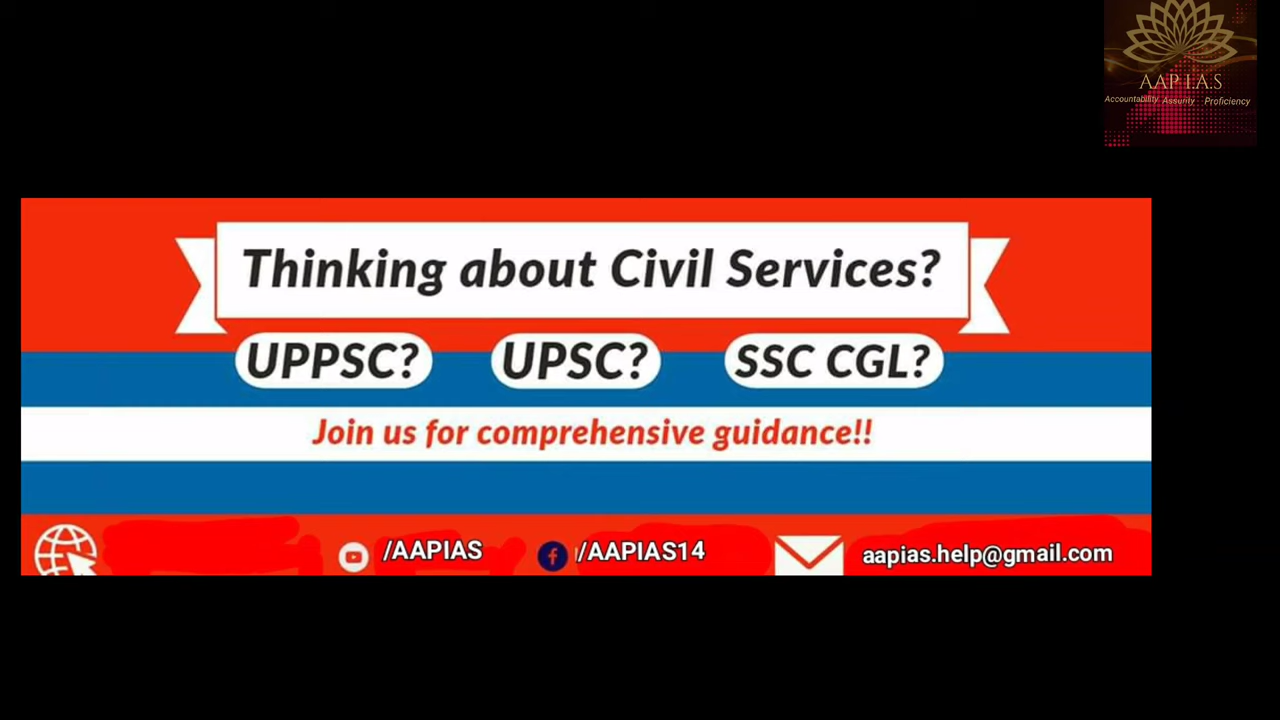 AAP I.A.S
Accountability Assurity Proficiency
Thinking about Civil Services?
UPPSC? UPSC? SSC CGL?
Join us for comprehensive guidance!!
/AAPIAS /AAPIAS14 aapias.help@gmail.com